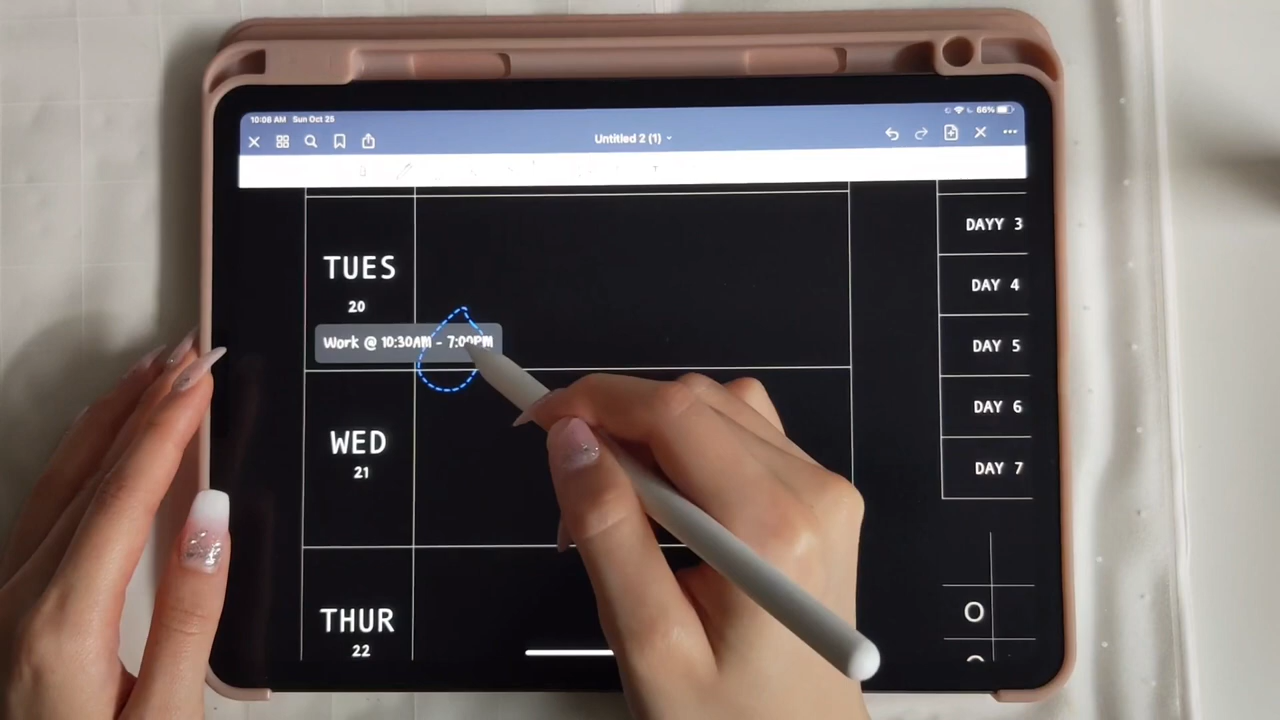 10:06 AM Sun Oct 25
66%
Untitled 2 (1)
TUES
20
Work @ 10:30AM - 7:00PM
WED
21
THUR
22
DAYY 3
DAY 4
DAY 5
DAY 6
DAY 7
O